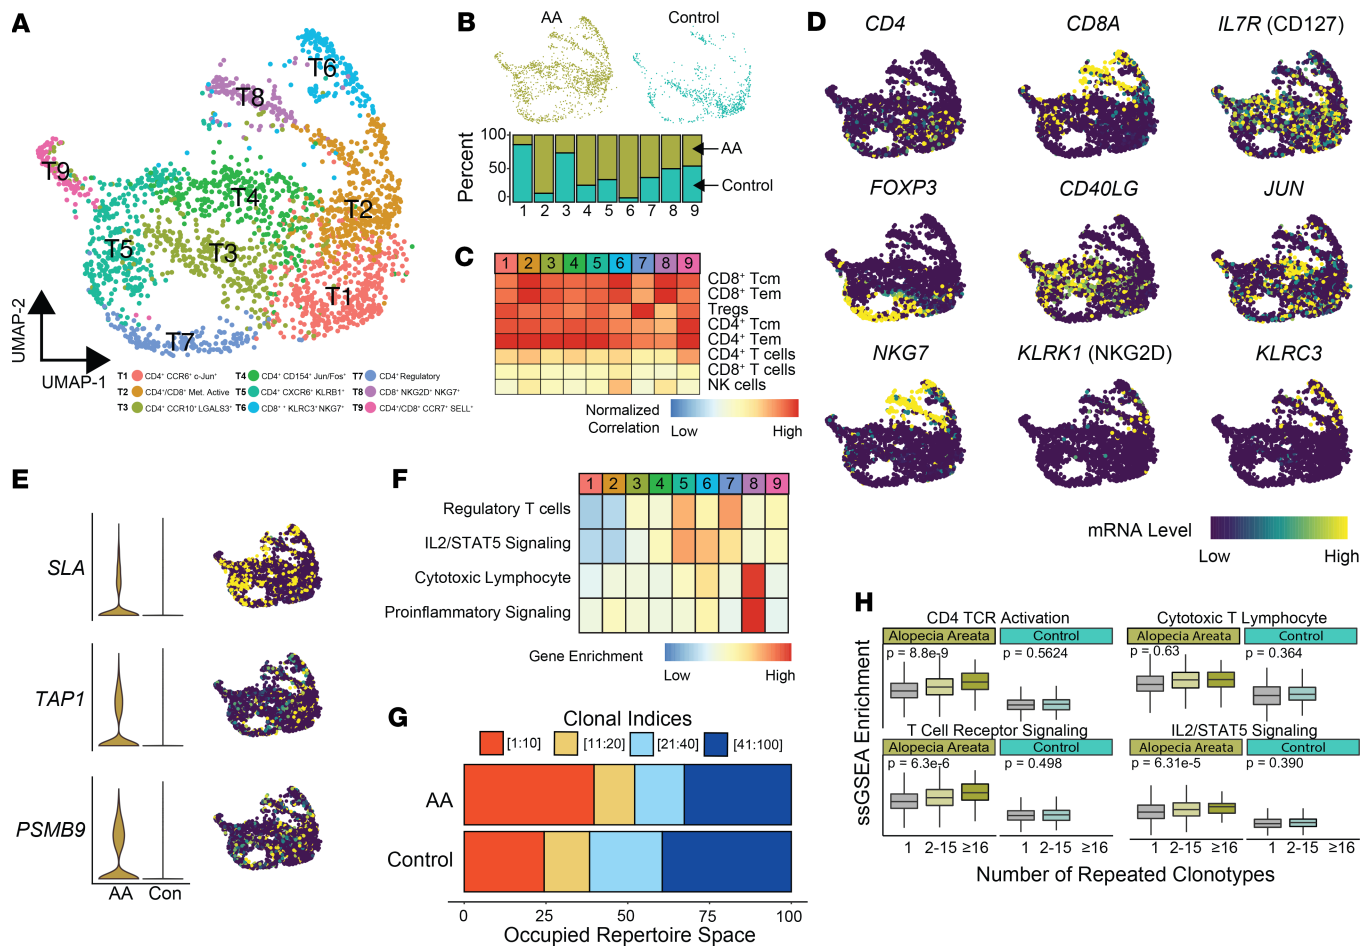 A
T6
T8
T9
T4
T2
T5
T3
T1
T7
UMAP-2
UMAP-1
T1 CD4⁺ CCR6⁺ c-Jun⁺
T2 CD4⁺/CD8⁺ Met. Active
T3 CD4⁺ CCR10⁺ LGALS3⁺
T4 CD4⁺ CD154⁺ Jun/Fos⁺
T5 CD4⁺ CXCR6⁺ KLRB1⁺
T6 CD8⁺ ⁺ KLRC3⁺NKG7⁺
T7 CD4⁺ Regulatory
T8 CD8⁺ NKG2D⁺ NKG7⁺
T9 CD4⁺/CD8⁺ CCR7⁺ SELL⁺
B
AA Control
Percent
100
50
0
AA
Control
1 2 3 4 5 6 7 8 9
C
1 2 3 4 5 6 7 8 9
CD8⁺ Tcm
CD8⁺ Tem
Tregs
CD4⁺ Tcm
CD4⁺ Tem
CD4⁺ T cells
CD8⁺ T cells
NK cells
Normalized
Correlation
Low High
D
CD4 CD8A IL7R (CD127)
FOXP3 CD40LG JUN
NKG7 KLRK1 (NKG2D) KLRC3
mRNA Level
Low High
E
SLA
TAP1
PSMB9
AA Con
F
1 2 3 4 5 6 7 8 9
Regulatory T cells
IL2/STAT5 Signaling
Cytotoxic Lymphocyte
Proinflammatory Signaling
Gene Enrichment
Low High
G
Clonal Indices
[1:10] [11:20] [21:40] [41:100]
AA
Control
0 25 50 75 100
Occupied Repertoire Space
H
ssGSEA Enrichment
CD4 TCR Activation
Alopecia Areata Control
p = 8.8e-9 p = 0.5624
Cytotoxic T Lymphocyte
Alopecia Areata Control
p = 0.63 p = 0.364
T Cell Receptor Signaling
Alopecia Areata Control
p = 6.3e-6 p = 0.498
IL2/STAT5 Signaling
Alopecia Areata Control
p = 6.31e-5 p = 0.390
1 2-15 ≥16 1 2-15 ≥16 1 2-15 ≥16 1 2-15 ≥16
Number of Repeated Clonotypes